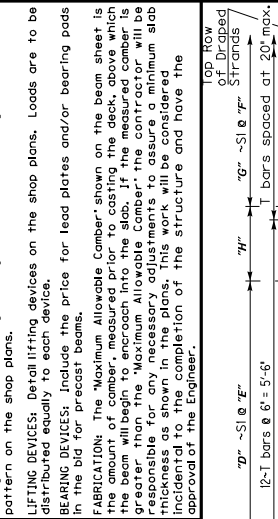 pattern on the shop plans.
LIFTING DEVICES: Detail lifting devices on the shop plans. Loads are to be
distributed equally to each device.
BEARING DEVICES: Include the price for lead plates and/or bearing pads
in the bid for precast beams.
FABRICATION: The "Maximum Allowable Camber" shown on the beam sheet is
the amount of camber, measured prior to casting the deck, above which
the beam will begin to encroach into the slab. If the measured camber is
greater than the "Maximum Allowable Camber" the contractor will be
responsible for any necessary adjustments to assure a minimum slab
thickness as shown in the plans. This work will be considered
incidental to the completion of the structure and have the
approval of the Engineer.
Top Row
of Draped
Strands
"D" ~S1 @ "E"
"H"
"G" ~S1 @ "F"
12~T bars @ 6" = 5'-6"
T bars spaced at 20" max.